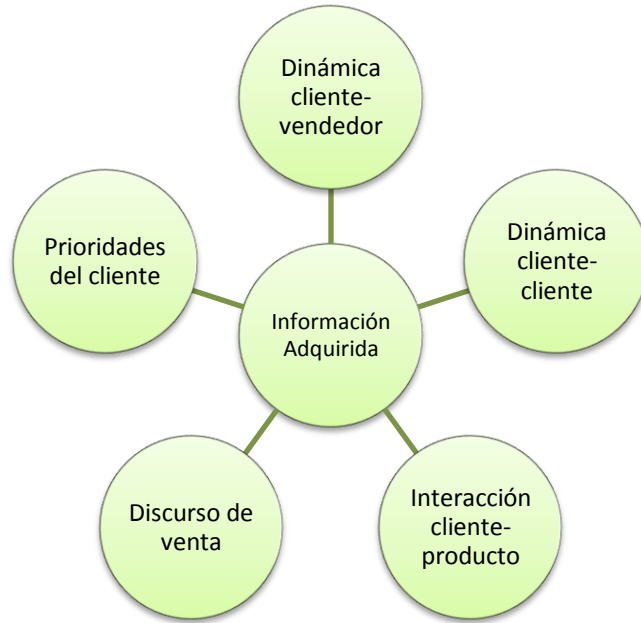 Dinámica
cliente-
vendedor
Dinámica
cliente-
cliente
Interacción
cliente-
producto
Discurso de
venta
Prioridades
del cliente
Información
Adquirida